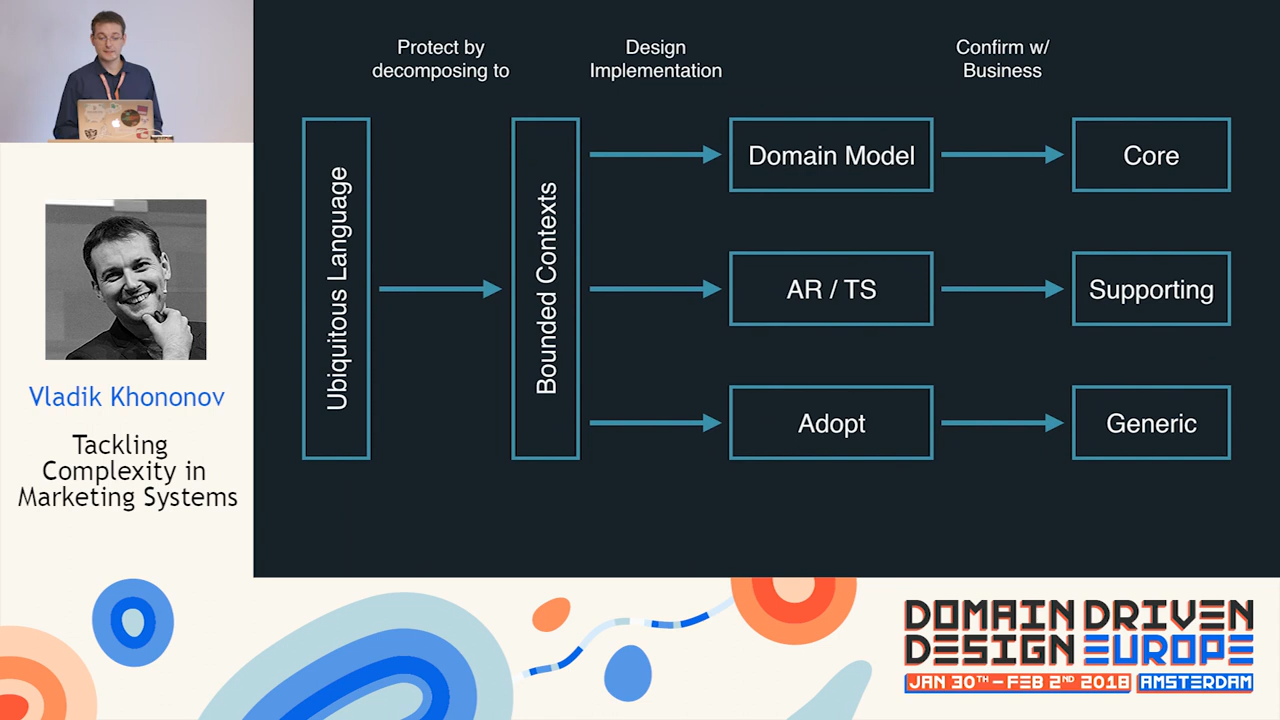 Protect by
decomposing to
Design
Implementation
Confirm w/
Business
Ubiquitous Language
Bounded Contexts
Domain Model
Core
AR / TS
Supporting
Adopt
Generic
Vladik Khononov
Tackling
Complexity in
Marketing Systems
DOMAIN DRIVEN
DESIGN EUROPE
JAN 30TH – FEB 2ND 2018 AMSTERDAM